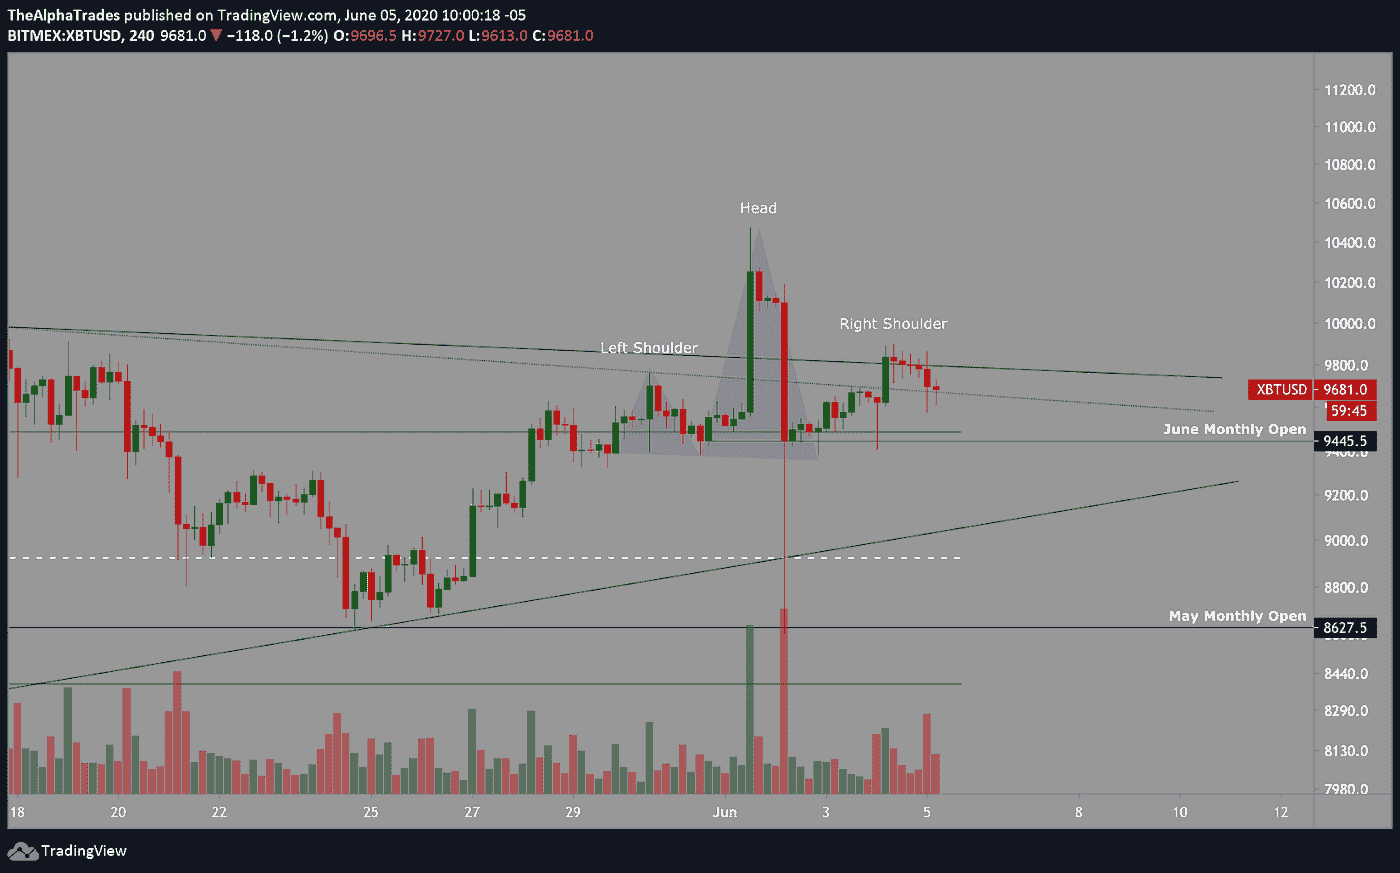 TheAlphaTrades published on TradingView.com, June 05, 2020 10:00:18 -05
BITMEX:XBTUSD, 240 9681.0 ▼ −118.0 (−1.2%) O:9696.5 H:9727.0 L:9613.0 C:9681.0
11200.0
11000.0
10800.0
Head
10600.0
10400.0
10200.0
Right Shoulder
10000.0
Left Shoulder
9800.0
XBTUSD 9681.0
59:45
June Monthly Open
9445.5
9400.0
9200.0
9000.0
8800.0
May Monthly Open
8627.5
8440.0
8290.0
8130.0
7980.0
18 20 22 25 27 29 Jun 3 5 8 10 12
TradingView